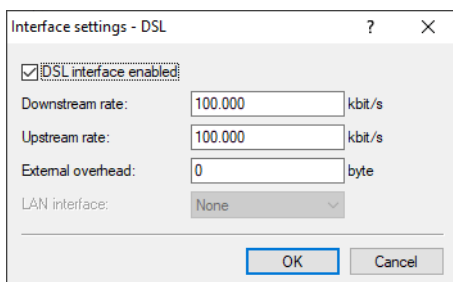 Interface settings - DSL ?
DSL interface enabled
Downstream rate: 100.000 kbit/s
Upstream rate: 100.000 kbit/s
External overhead: 0 byte
LAN interface: None
OK Cancel